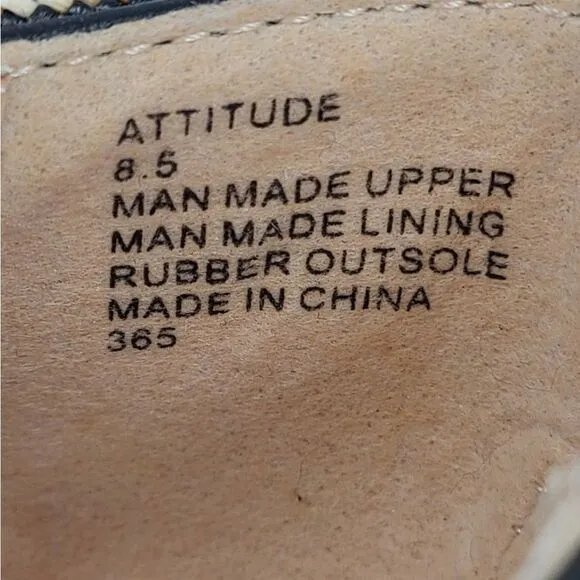 ATTITUDE
8.5
MAN MADE UPPER
MAN MADE LINING
RUBBER OUTSOLE
MADE IN CHINA
365